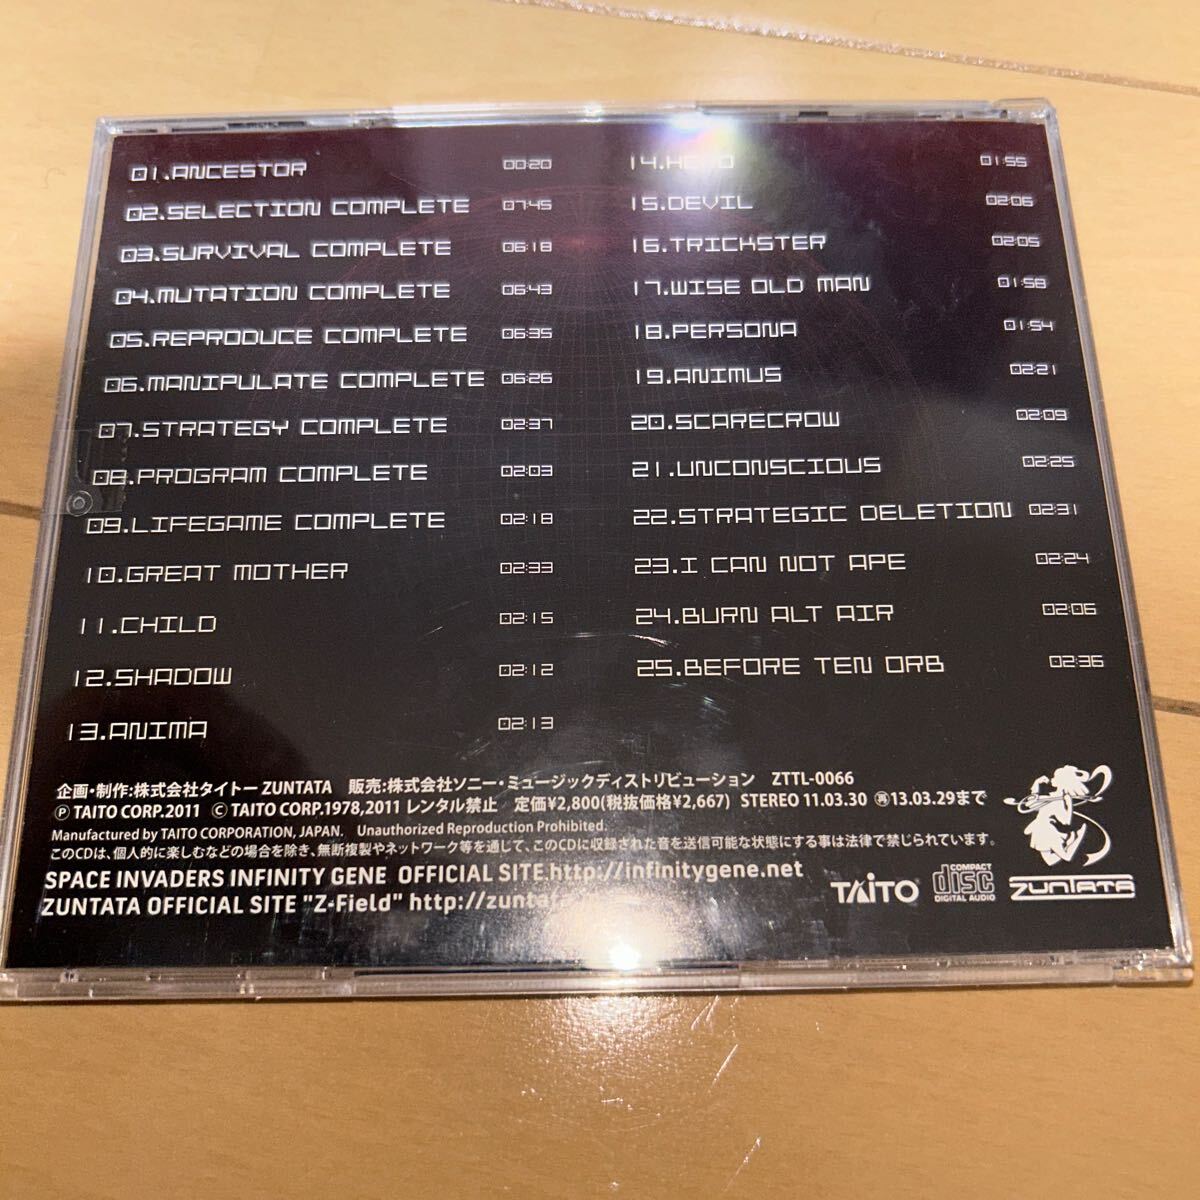 01.ANCESTOR 00:20
02.SELECTION COMPLETE 07:45
03.SURVIVAL COMPLETE 06:18
04.MUTATION COMPLETE 06:43
05.REPRODUCE COMPLETE 06:35
06.MANIPULATE COMPLETE 06:26
07.STRATEGY COMPLETE 02:37
08.PROGRAM COMPLETE 02:03
09.LIFEGAME COMPLETE 02:18
10.GREAT MOTHER 02:33
11.CHILD 02:15
12.SHADOW 02:12
13.ANIMA 02:13
14.HERO 01:55
15.DEVIL 02:06
16.TRICKSTER 02:05
17.WISE OLD MAN 01:58
18.PERSONA 01:54
19.ANIMUS 02:21
20.SCARECROW 02:09
21.UNCONSCIOUS 02:25
22.STRATEGIC DELETION 02:31
23.I CAN NOT APE 02:24
24.BURN ALT AIR 02:06
25.BEFORE TEN ORB 02:36
企画・制作:株式会社タイトー ZUNTATA 販売:株式会社ソニー・ミュージックディストリビューション ZTTL-0066
Ⓟ TAITO CORP.2011 © TAITO CORP.1978,2011 レンタル禁止 定価¥2,800(税抜価格¥2,667) STEREO 11.03.30 ㊢13.03.29まで
Manufactured by TAITO CORPORATION, JAPAN. Unauthorized Reproduction Prohibited.
このCDは、個人的に楽しむなどの場合を除き、無断複製やネットワーク等を通じて、このCDに収録された音を送信可能な状態にする事は法律で禁じられています。
SPACE INVADERS INFINITY GENE OFFICIAL SITE.http://infinitygene.net
ZUNTATA OFFICIAL SITE "Z-Field" http://zuntata
TAITO COMPACT disc DIGITAL AUDIO ZUNTATA